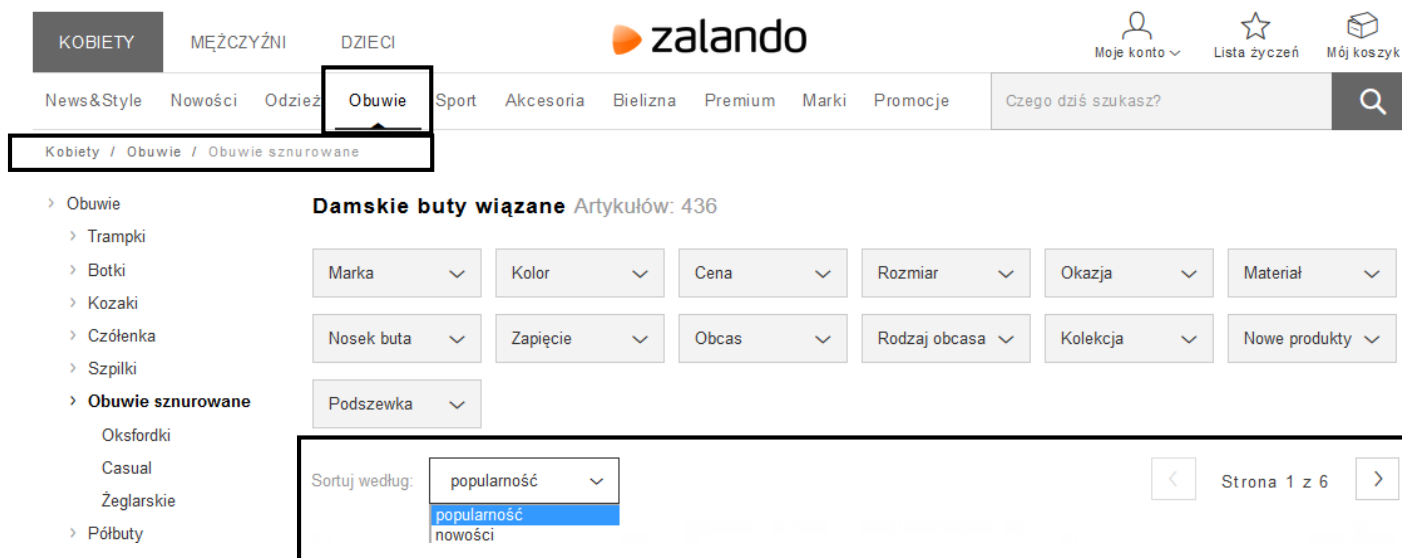 KOBIETY MĘŻCZYŹNI DZIECI zalando Moje konto Lista życzeń Mój koszyk
News&Style Nowości Odzież Obuwie Sport Akcesoria Bielizna Premium Marki Promocje Czego dziś szukasz?
Kobiety / Obuwie / Obuwie sznurowane
Obuwie
Trampki
Botki
Kozaki
Czółenka
Szpilki
Obuwie sznurowane
Oksfordki
Casual
Żeglarskie
Półbuty
Damskie buty wiązane Artykułów: 436
Marka Kolor Cena Rozmiar Okazja Materiał
Nosek buta Zapięcie Obcas Rodzaj obcasa Kolekcja Nowe produkty
Podszewka
Sortuj według: popularność Strona 1 z 6
popularność
nowości